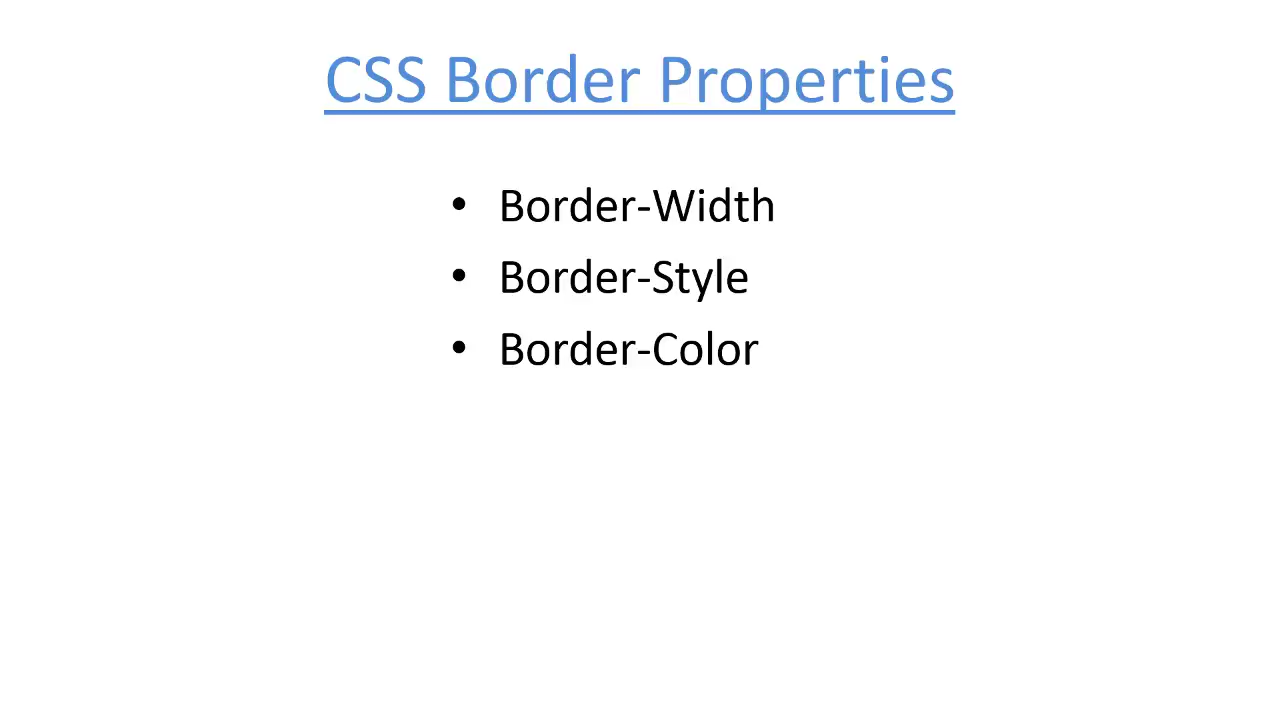 CSS Border Properties
• Border-Width
• Border-Style
• Border-Color